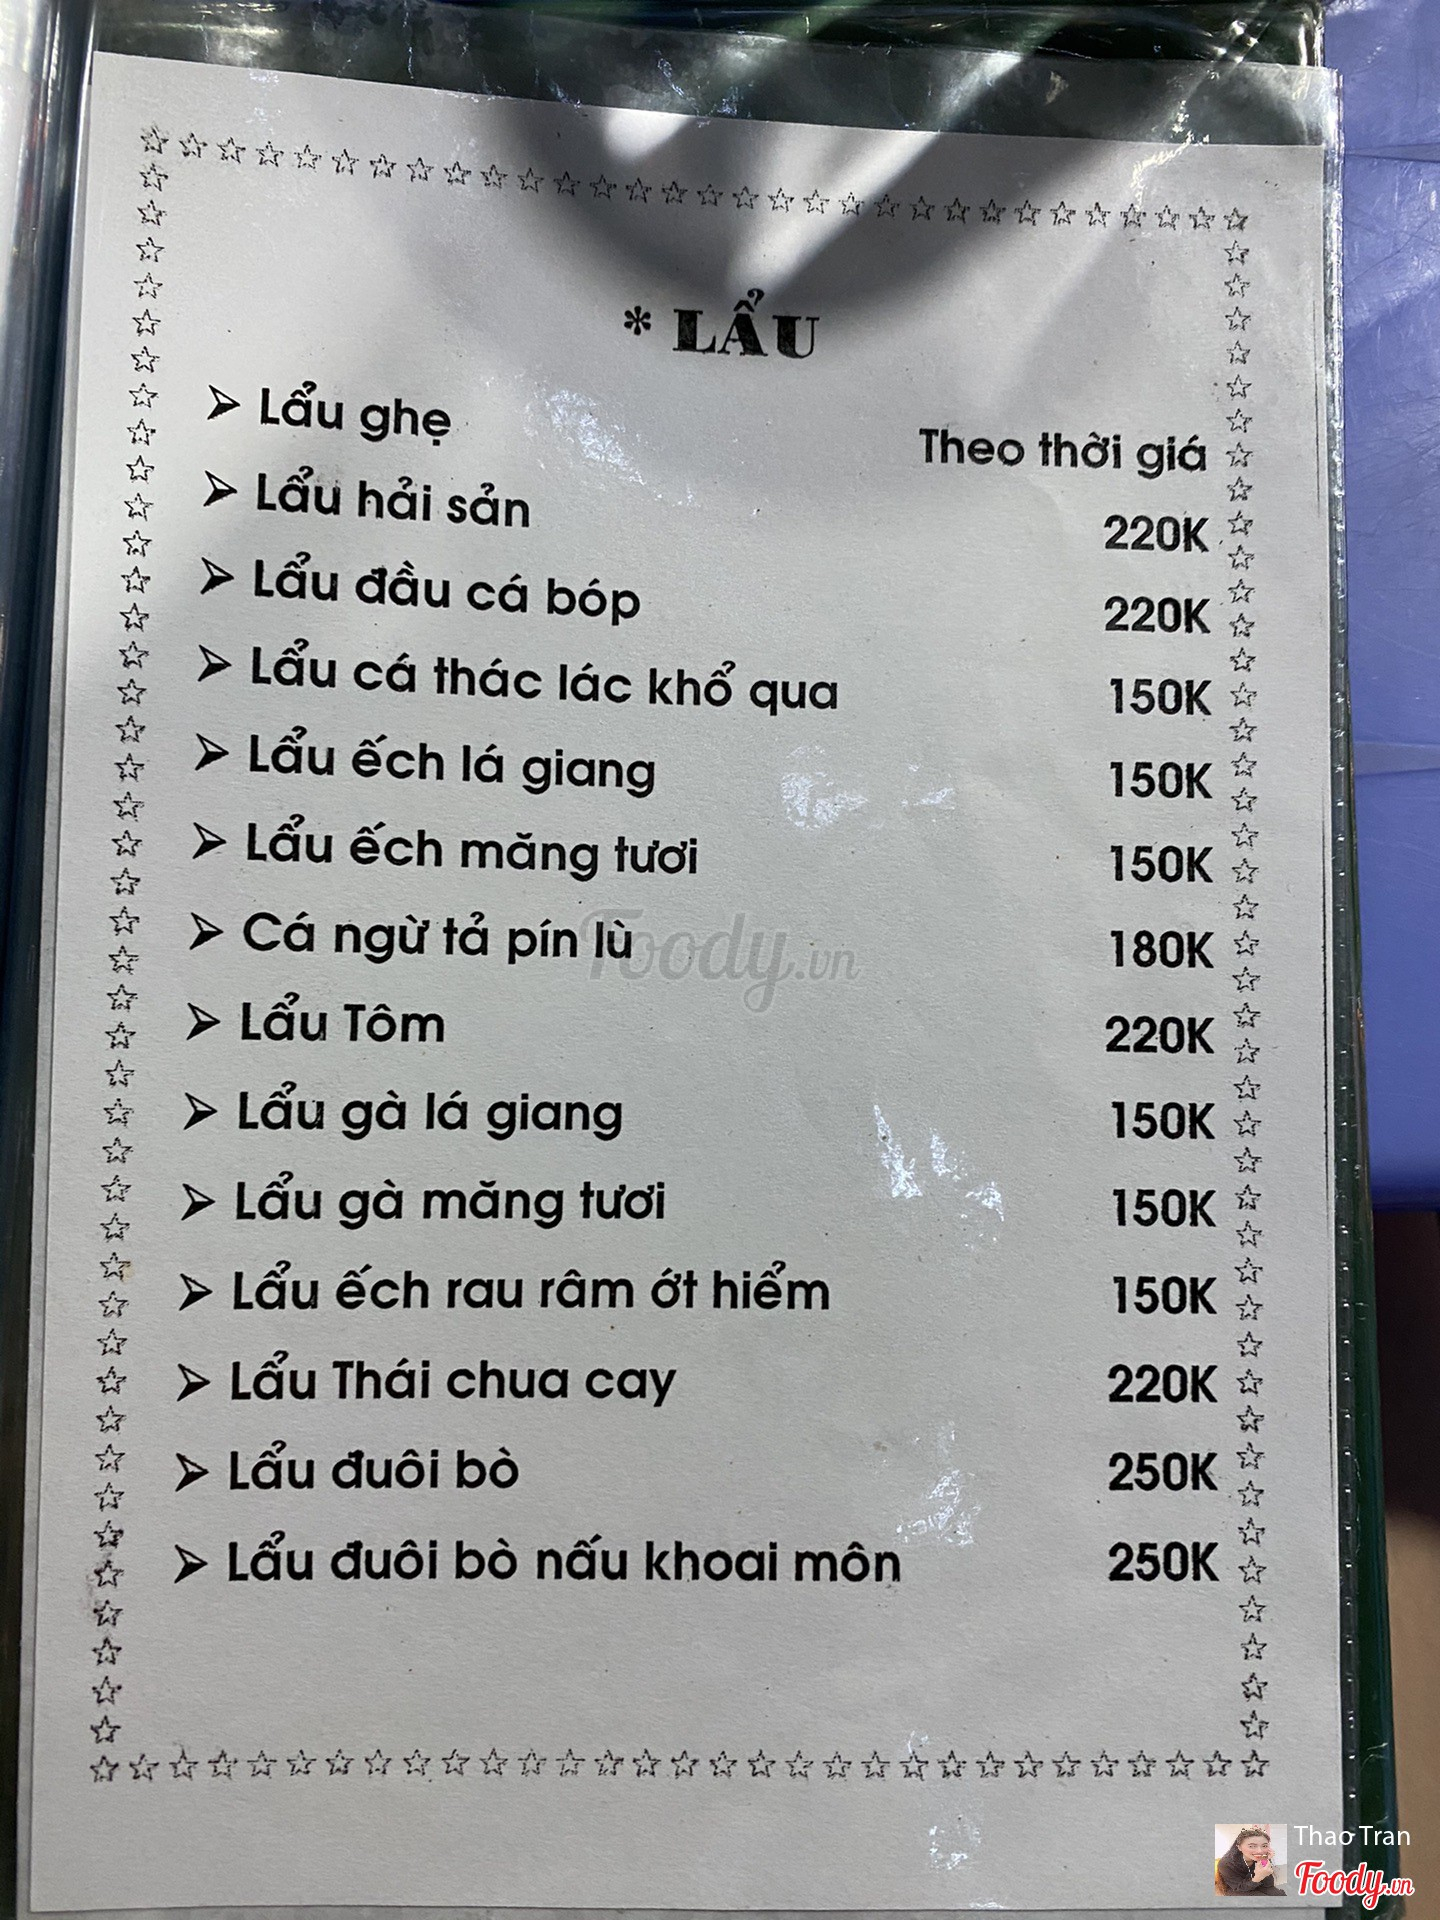 * LẨU
➢ Lẩu ghẹ Theo thời giá
➢ Lẩu hải sản 220K
➢ Lẩu đầu cá bóp 220K
➢ Lẩu cá thác lác khổ qua 150K
➢ Lẩu ếch lá giang 150K
➢ Lẩu ếch măng tươi 150K
➢ Cá ngừ tả pín lù 180K
Foody.vn
➢ Lẩu Tôm 220K
➢ Lẩu gà lá giang 150K
➢ Lẩu gà măng tươi 150K
➢ Lẩu ếch rau râm ớt hiểm 150K
➢ Lẩu Thái chua cay 220K
➢ Lẩu đuôi bò 250K
➢ Lẩu đuôi bò nấu khoai môn 250K
Thao Tran
Foody.vn